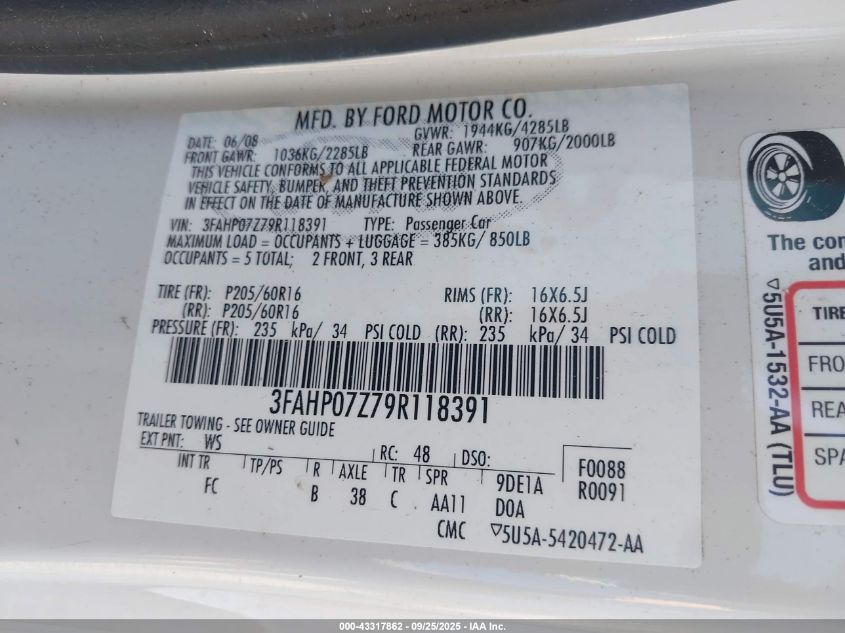 MFD. BY FORD MOTOR CO.
DATE: 06/08 GVWR: 1944KG/4285LB
FRONT GAWR: 1036KG/2285LB REAR GAWR: 907KG/2000LB
THIS VEHICLE CONFORMS TO ALL APPLICABLE FEDERAL MOTOR
VEHICLE SAFETY, BUMPER, AND THEFT PREVENTION STANDARDS
IN EFFECT ON THE DATE OF MANUFACTURE SHOWN ABOVE.
VIN: 3FAHP07Z79R118391 TYPE: Passenger Car
MAXIMUM LOAD = OCCUPANTS + LUGGAGE = 385KG/ 850LB
OCCUPANTS = 5 TOTAL; 2 FRONT, 3 REAR
TIRE (FR): P205/60R16 RIMS (FR): 16X6.5J
(RR): P205/60R16 (RR): 16X6.5J
PRESSURE (FR): 235 kPa/ 34 PSI COLD (RR): 235 kPa/ 34 PSI COLD
3FAHP07Z79R118391
TRAILER TOWING - SEE OWNER GUIDE
EXT PNT: WS RC: 48 DSO:
INT TR TP/PS R AXLE TR SPR 9DE1A F0088
FC B 38 C AA11 DOA R0091
CMC ▽5U5A-5420472-AA
The con
and
▽5U5A-1532-AA (TLU)
TIRE
FRO
REA
SPA
000-43317862 - 09/25/2025 - IAA Inc.